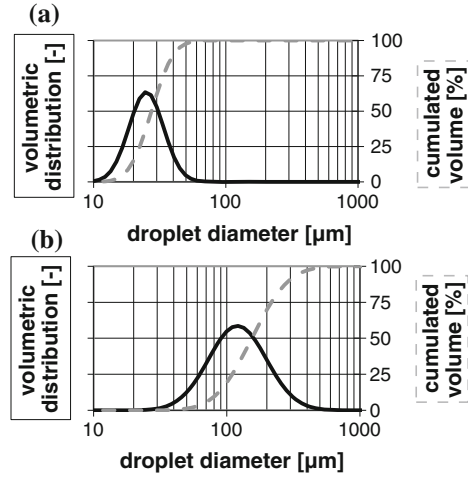 (a)
volumetric
distribution [-]
100
75
50
25
0
cumulated
volume [%]
10
100
1000
droplet diameter [µm]
(b)
volumetric
distribution [-]
100
75
50
25
0
cumulated
volume [%]
10
100
1000
droplet diameter [µm]